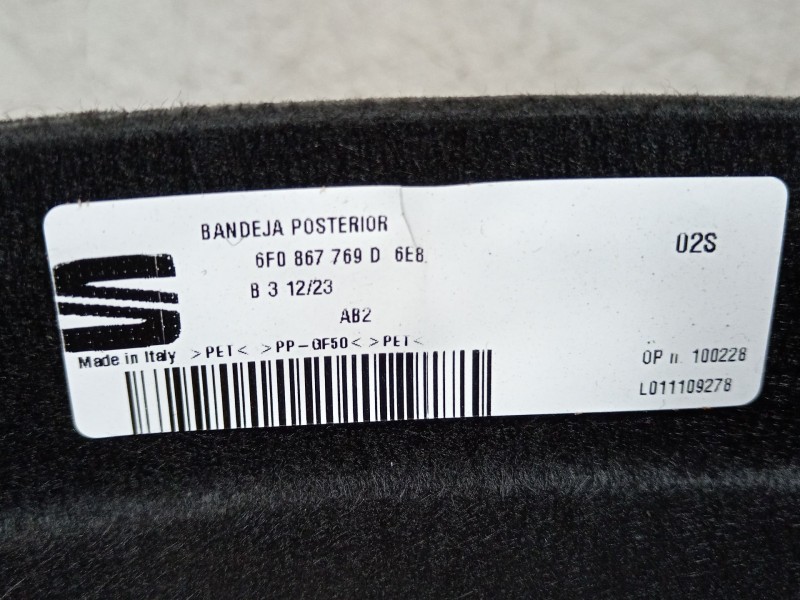 BANDEJA POSTERIOR
6F0 867 769 D 6E8
02S
B 3 12/23
AB2
Made in Italy >PET< >PP-GF50< >PET<
OP n. 100228
L011109278